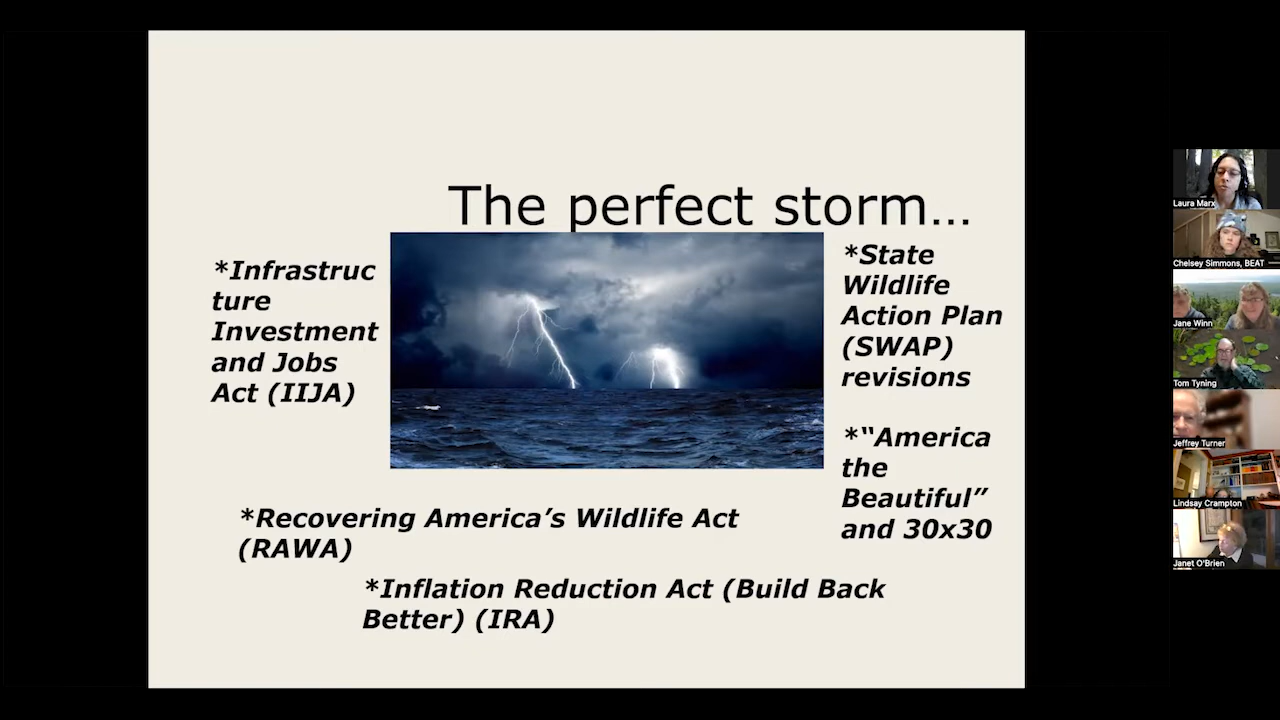 The perfect storm...
*Infrastruc
ture
Investment
and Jobs
Act (IIJA)
*State
Wildlife
Action Plan
(SWAP)
revisions
*“America
the
Beautiful”
and 30x30
*Recovering America’s Wildlife Act
(RAWA)
*Inflation Reduction Act (Build Back
Better) (IRA)
Laura Marx
Chelsey Simmons, BEAT
Jane Winn
Tom Tyning
Jeffrey Turner
Lindsay Crampton
Janet O'Brien